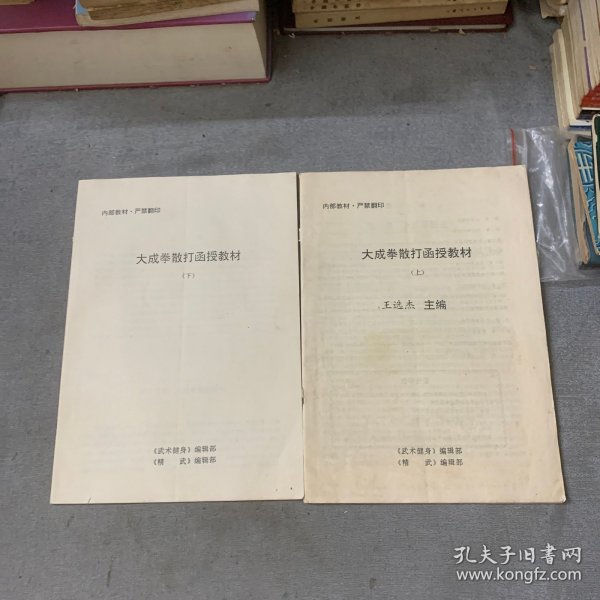 内部教材·严禁翻印
大成拳散打函授教材
(下)
《武术健身》编辑部
《精 武》编辑部
内部教材·严禁翻印
大成拳散打函授教材
(上)
王选杰 主编
《武术健身》编辑部
《精 武》编辑部
孔夫子旧书网
www.kongfz.com